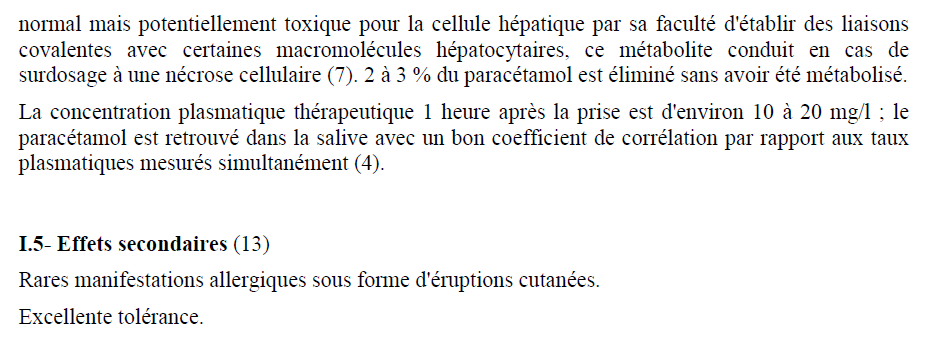 normal mais potentiellement toxique pour la cellule hépatique par sa faculté d'établir des liaisons
covalentes avec certaines macromolécules hépatocytaires, ce métabolite conduit en cas de
surdosage à une nécrose cellulaire (7). 2 à 3 % du paracétamol est éliminé sans avoir été métabolisé.
La concentration plasmatique thérapeutique 1 heure après la prise est d'environ 10 à 20 mg/l ; le
paracétamol est retrouvé dans la salive avec un bon coefficient de corrélation par rapport aux taux
plasmatiques mesurés simultanément (4).
I.5- Effets secondaires (13)
Rares manifestations allergiques sous forme d'éruptions cutanées.
Excellente tolérance.